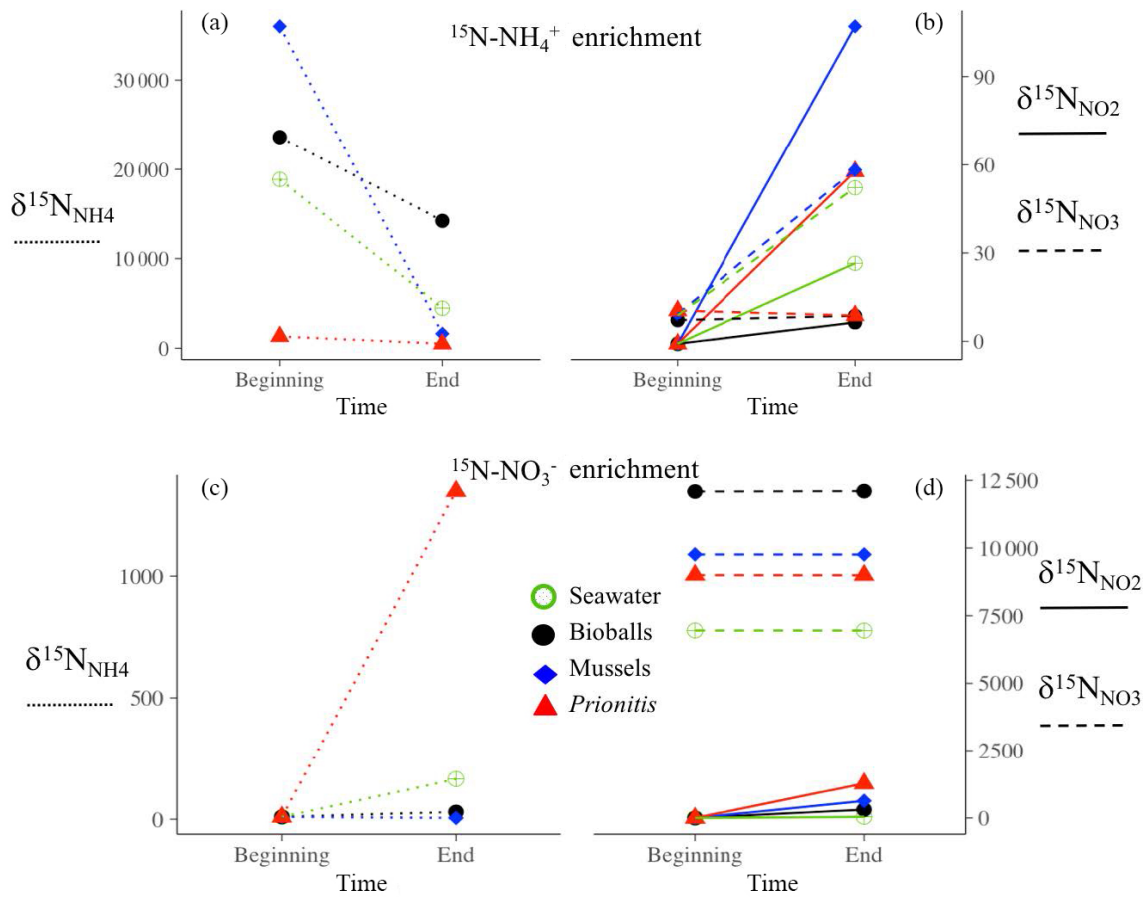 (a)
¹⁵N-NH₄⁺ enrichment
(b)
30 000
20 000
10 000
0
δ¹⁵N_NH4
90
60
30
0
δ¹⁵N_NO2
δ¹⁵N_NO3
Beginning End
Time
Beginning End
Time
¹⁵N-NO₃⁻ enrichment
(c)
(d)
1000
500
0
δ¹⁵N_NH4
Seawater
Bioballs
Mussels
Prionitis
12 500
10 000
7500
5000
2500
0
δ¹⁵N_NO2
δ¹⁵N_NO3
Beginning End
Time
Beginning End
Time